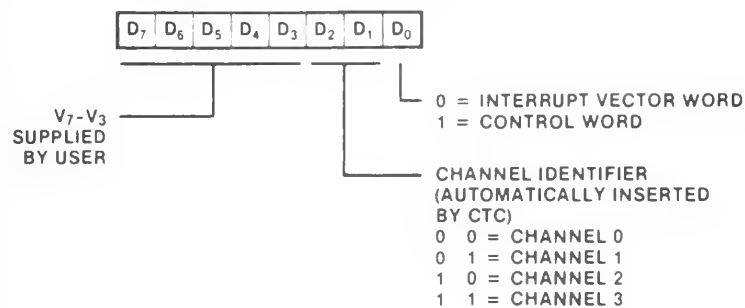 D7 D6 D5 D4 D3 D2 D1 D0
V7-V3
SUPPLIED
BY USER
0 = INTERRUPT VECTOR WORD
1 = CONTROL WORD
CHANNEL IDENTIFIER
(AUTOMATICALLY INSERTED
BY CTC)
0 0 = CHANNEL 0
0 1 = CHANNEL 1
1 0 = CHANNEL 2
1 1 = CHANNEL 3